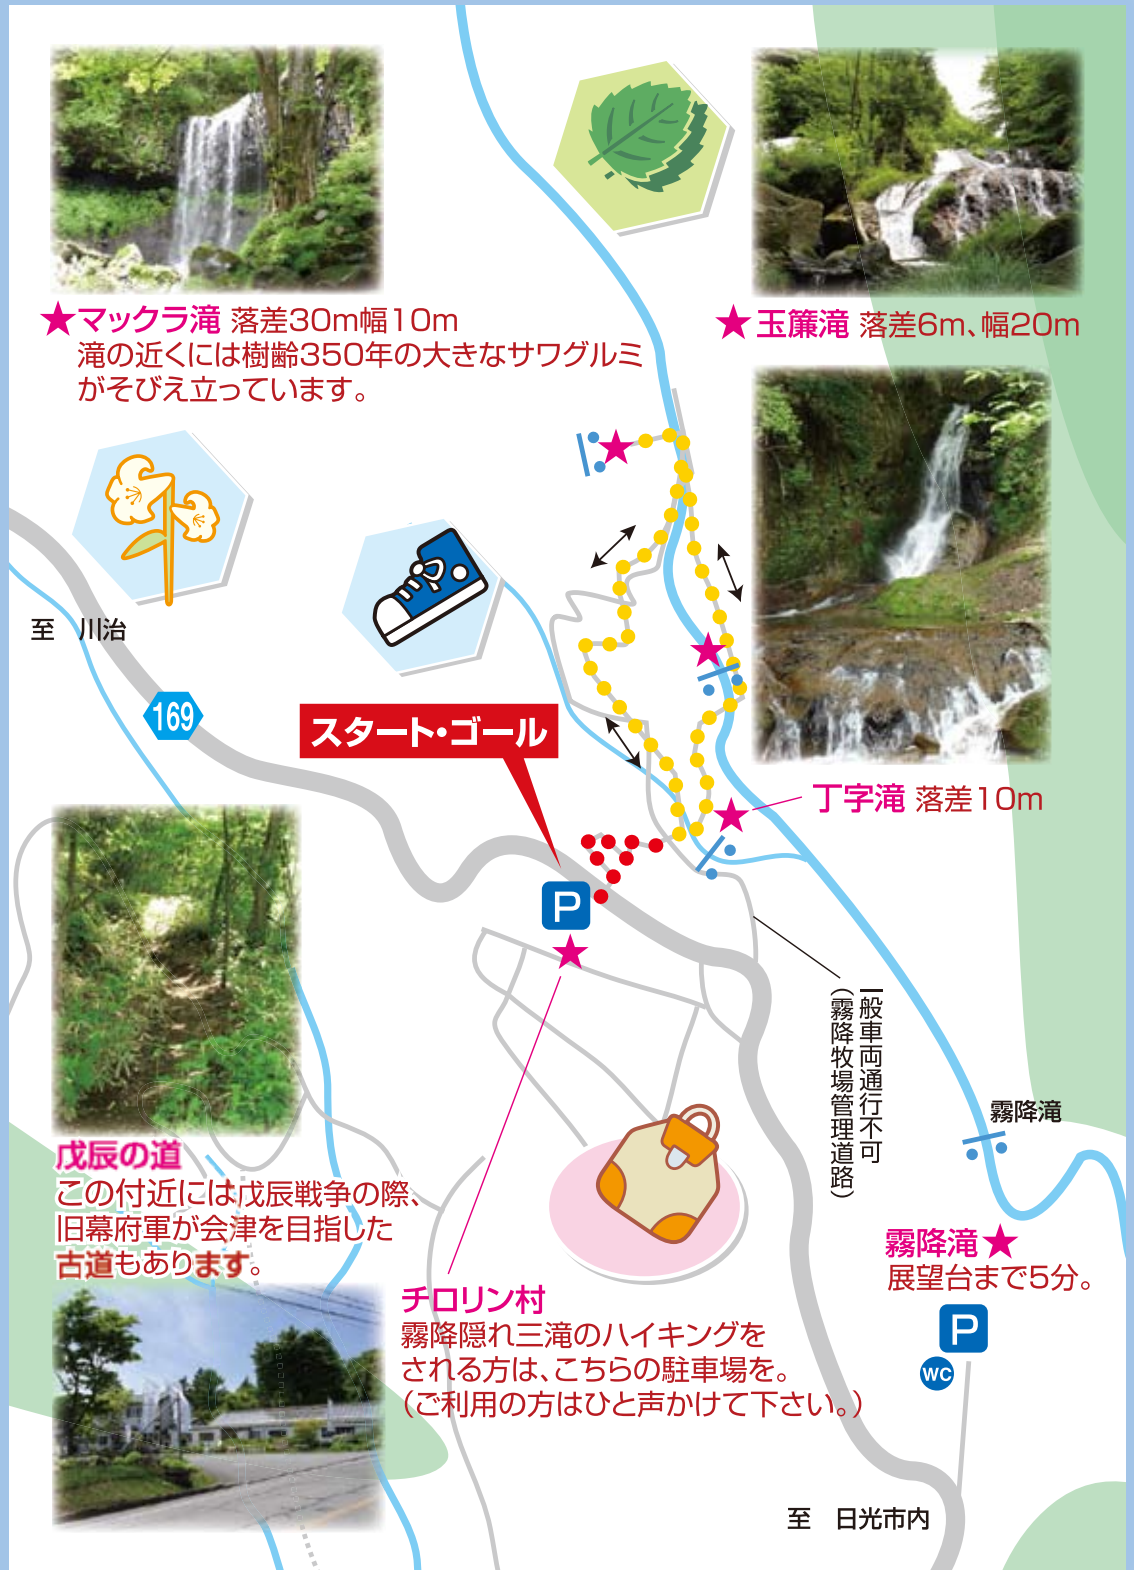 ★マックラ滝 落差30m幅10m
滝の近くには樹齢350年の大きなサワグルミ
がそびえ立っています。
★玉簾滝 落差6m、幅20m
至 川治
169
スタート・ゴール
丁字滝 落差10m
P
一般車両通行不可
（霧降牧場管理道路）
霧降滝
戊辰の道
この付近には戊辰戦争の際、
旧幕府軍が会津を目指した
古道もあります。
霧降滝★
展望台まで5分。
P
WC
チロリン村
霧降隠れ三滝のハイキングを
される方は、こちらの駐車場を。
（ご利用の方はひと声かけて下さい。）
至 日光市内